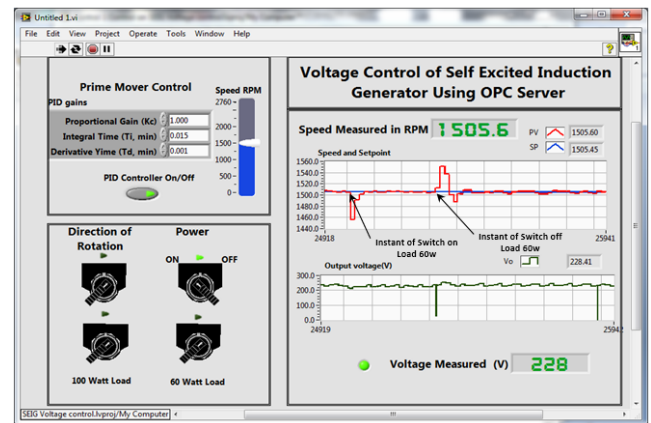 Untitled 1.vi
File Edit View Project Operate Tools Window Help
Prime Mover Control
PID gains
Proportional Gain (Kc) 1.000
Integral Time (Ti, min) 0.015
Derivative Yime (Td, min) 0.001
PID Controller On/Off
Speed RPM
2760
2000
1500
1000
500
0
Direction of
Rotation
Power
ON
OFF
100 Watt Load
60 Watt Load
Voltage Control of Self Excited Induction
Generator Using OPC Server
Speed Measured in RPM 1505.6
PV 1505.60
SP 1505.45
Speed and Setpoint
1560.0
1540.0
1520.0
1500.0
1480.0
1460.0
1440.0
24918
25941
Instant of Switch on
Load 60w
Instant of Switch off
Load 60w
Output voltage(V)
Vo 228.41
300.0
200.0
100.0
0.0
24919
25942
Voltage Measured (V) 228
SEIG Voltage control.lvproj/My Computer